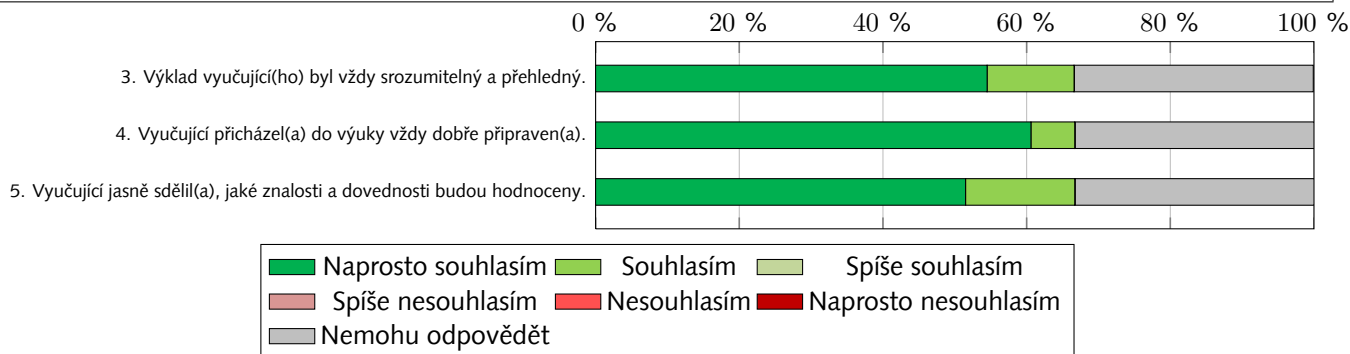 0 % 20 % 40 % 60 % 80 % 100 %
3. Výklad vyučující(ho) byl vždy srozumitelný a přehledný.
4. Vyučující přicházel(a) do výuky vždy dobře připraven(a).
5. Vyučující jasně sdělil(a), jaké znalosti a dovednosti budou hodnoceny.
Naprosto souhlasím Souhlasím Spíše souhlasím
Spíše nesouhlasím Nesouhlasím Naprosto nesouhlasím
Nemohu odpovědět